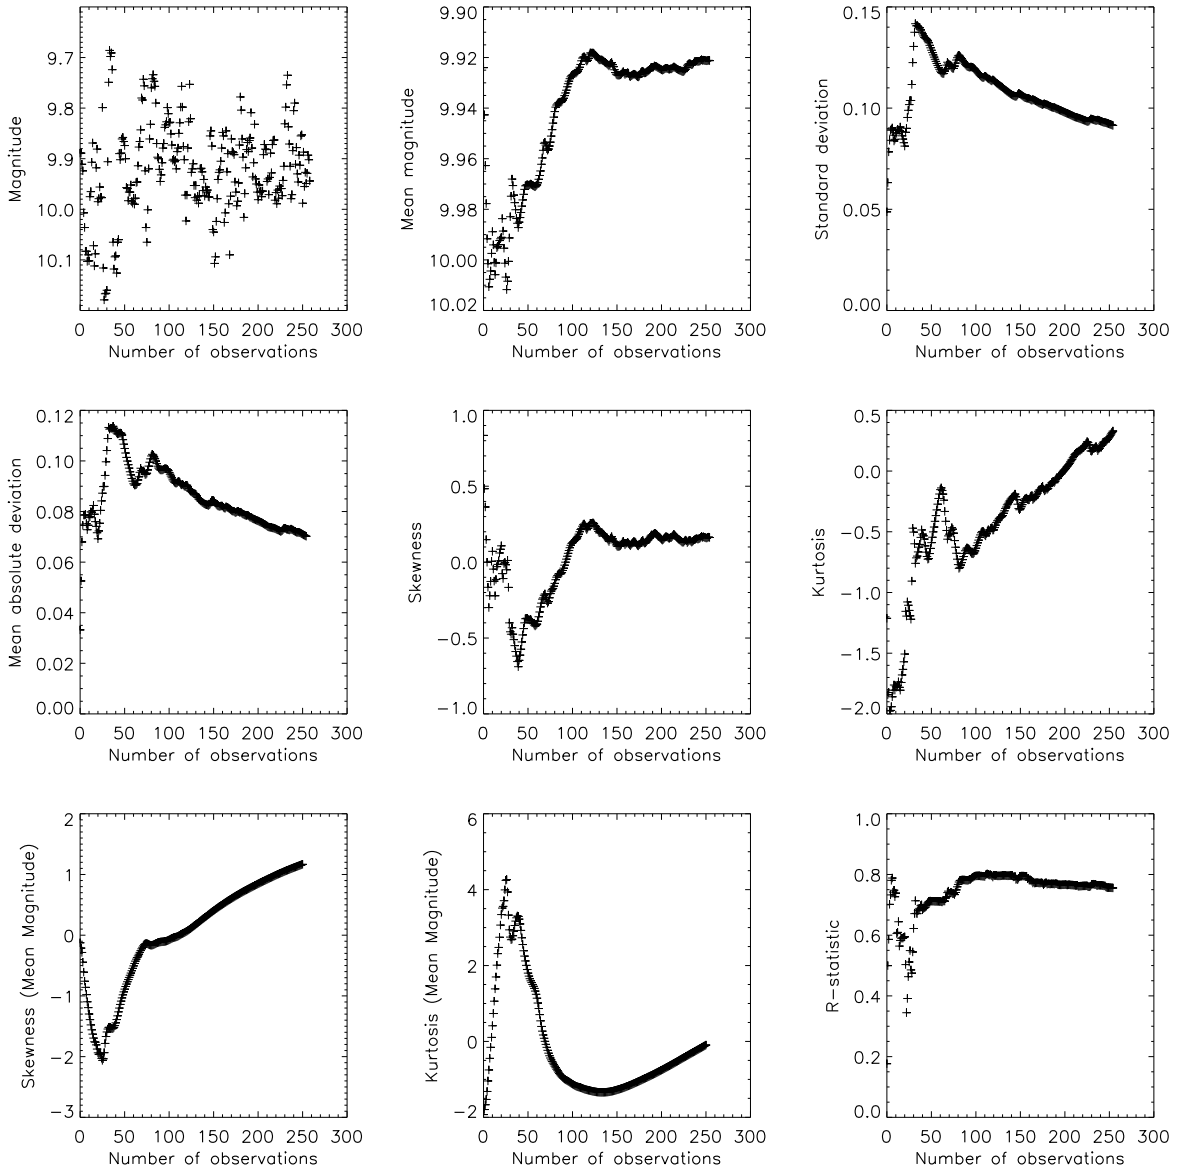 9.7
9.8
9.9
10.0
10.1
Magnitude
0 50 100 150 200 250 300
Number of observations
9.90
9.92
9.94
9.96
9.98
10.00
10.02
Mean magnitude
0 50 100 150 200 250 300
Number of observations
0.15
0.10
0.05
0.00
Standard deviation
0 50 100 150 200 250 300
Number of observations
0.12
0.10
0.08
0.06
0.04
0.02
0.00
Mean absolute deviation
0 50 100 150 200 250 300
Number of observations
1.0
0.5
0.0
−0.5
−1.0
Skewness
0 50 100 150 200 250 300
Number of observations
0.5
0.0
−0.5
−1.0
−1.5
−2.0
Kurtosis
0 50 100 150 200 250 300
Number of observations
2
1
0
−1
−2
−3
Skewness (Mean Magnitude)
0 50 100 150 200 250 300
Number of observations
6
4
2
0
−2
Kurtosis (Mean Magnitude)
0 50 100 150 200 250 300
Number of observations
1.0
0.8
0.6
0.4
0.2
0.0
R−statistic
0 50 100 150 200 250 300
Number of observations